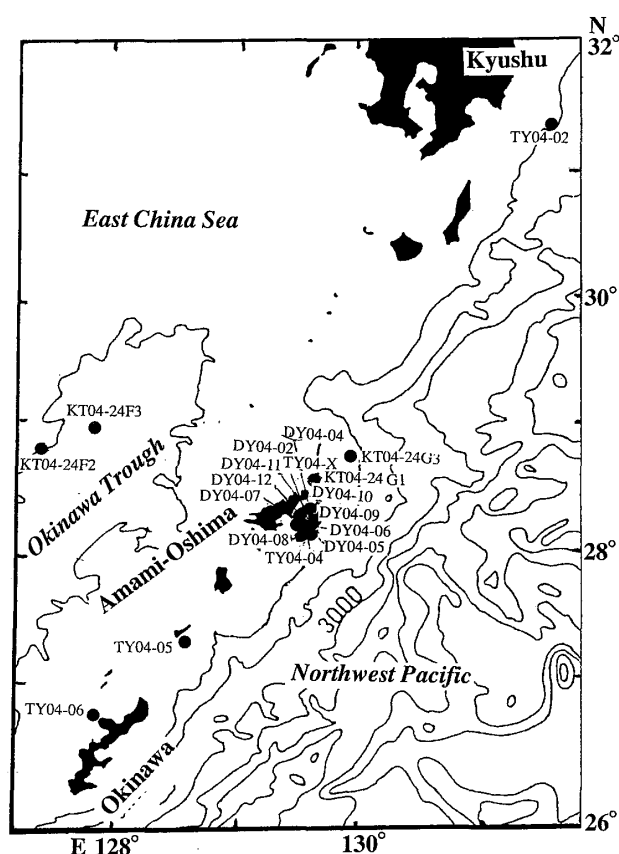 N
32°
Kyushu
TY04-02
East China Sea
30°
KT04-24F3
DY04-04
DY04-02
KT04-24G3
KT04-24F2
DY04-11
TY04-X
DY04-12
KT04-24G1
DY04-07
DY04-10
DY04-09
DY04-06
DY04-08
DY04-05
TY04-04
28°
Okinawa Trough
Amami-Oshima
3000
TY04-05
Northwest Pacific
TY04-06
Okinawa
26°
E 128°
130°